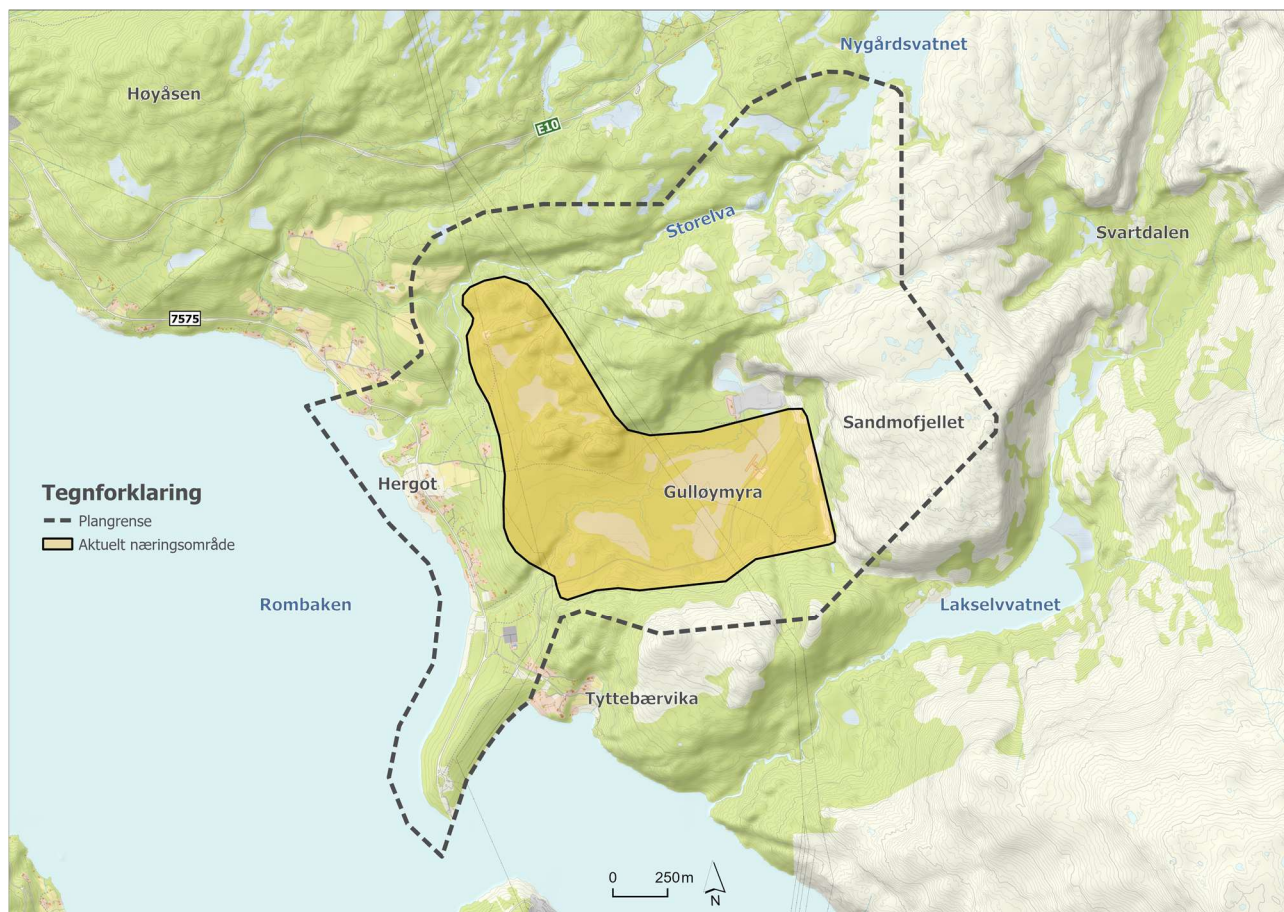 Nygårdsvatnet
Høyåsen
E10
Storelva
Svartdalen
7575
Sandmofjellet
Hergot
Gulløymyra
Tegnforklaring
Plangrense
Aktuelt næringsområde
Rombaken
Lakselvvatnet
Tyttebærvika
0 250m
N